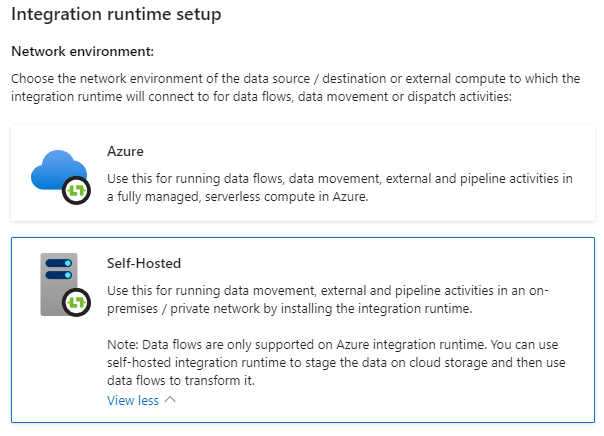 Integration runtime setup
Network environment:
Choose the network environment of the data source / destination or external compute to which the
integration runtime will connect to for data flows, data movement or dispatch activities:
Azure
Use this for running data flows, data movement, external and pipeline activities in
a fully managed, serverless compute in Azure.
Self-Hosted
Use this for running data movement, external and pipeline activities in an on-
premises / private network by installing the integration runtime.
Note: Data flows are only supported on Azure integration runtime. You can use
self-hosted integration runtime to stage the data on cloud storage and then use
data flows to transform it.
View less